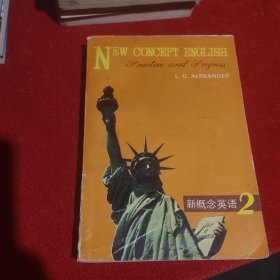 NEW CONCEPT ENGLISH
Practice and Progress
L G ALEXANDER
新概念英语 2